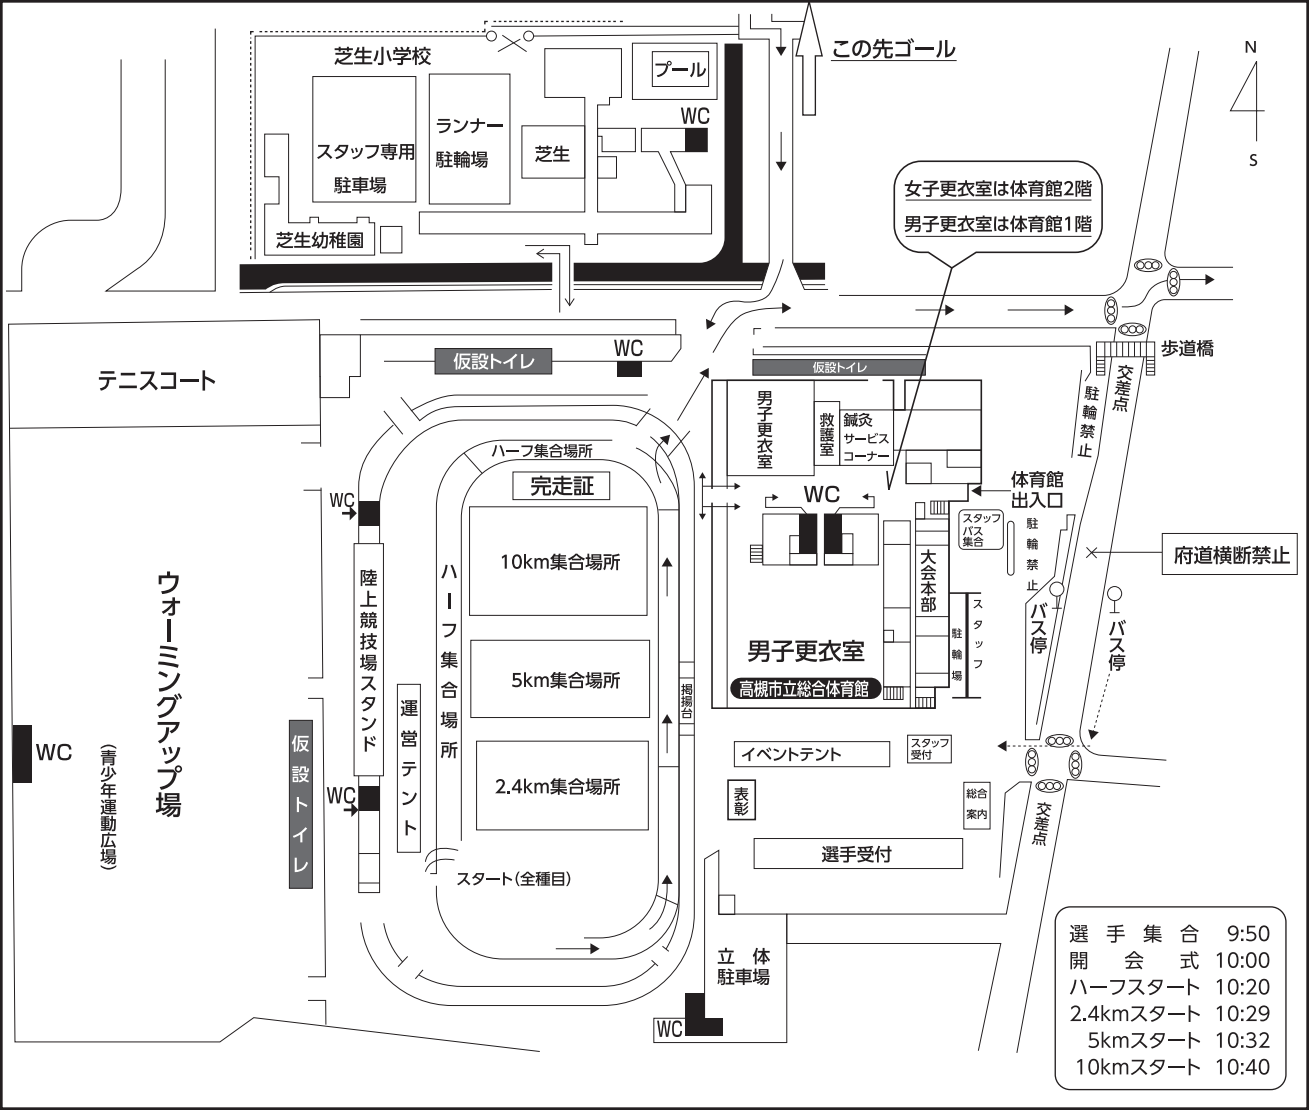 芝生小学校
この先ゴール
N
S
プール
WC
ランナー
駐輪場
スタッフ専用
駐車場
芝生
芝生幼稚園
女子更衣室は体育館2階
男子更衣室は体育館1階
歩道橋
交差点
駐輪禁止
テニスコート
仮設トイレ
WC
仮設トイレ
男子更衣室
救護室
鍼灸
サービス
コーナー
ハーフ集合場所
完走証
WC
WC
体育館
出入口
スタッフ
バス
集合
駐輪禁止
府道横断禁止
10km集合場所
大会本部
陸上競技場スタンド
ハーフ集合場所
ウォーミングアップ場
(青少年運動広場)
バス停
バス停
スタッフ
駐輪場
男子更衣室
高槻市立総合体育館
5km集合場所
掲揚台
運営テント
仮設トイレ
WC
WC
2.4km集合場所
イベントテント
スタッフ
受付
表彰
総合
案内
交差点
選手受付
スタート(全種目)
立体
駐車場
WC
選手集合 9:50
開会式 10:00
ハーフスタート 10:20
2.4kmスタート 10:29
5kmスタート 10:32
10kmスタート 10:40